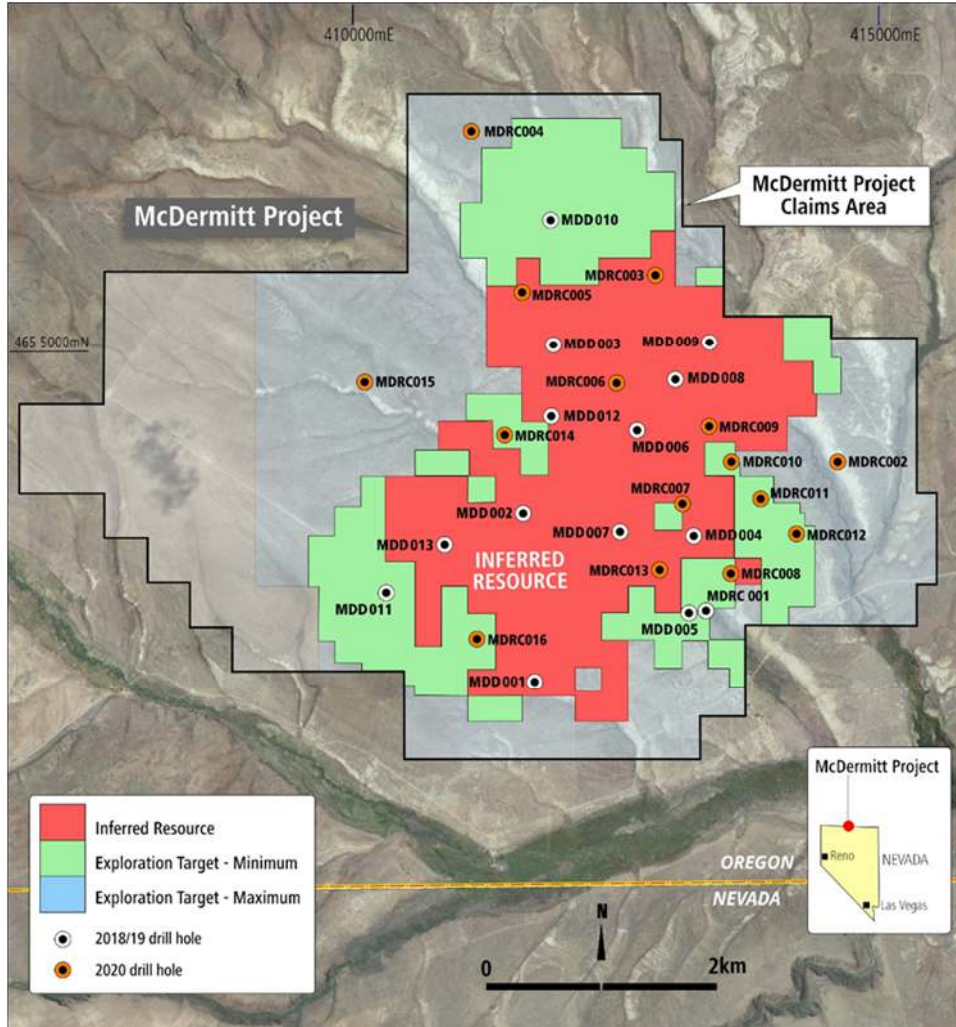 410000mE
415000mE
MDRC004
McDermitt Project
McDermitt Project
Claims Area
MDD010
MDRC003
MDRC005
465 5000mN
MDD003
MDD009
MDRC015
MDRC006
MDD008
MDD012
MDRC014
MDD006
MDRC009
MDRC010
MDRC002
MDRC007
MDRC011
MDD002
MDD007
MDD004
MDRC012
MDD013
INFERRED
RESOURCE
MDRC013
MDRC008
MDD011
MDRC 001
MDD005
MDRC016
MDD001
McDermitt Project
Reno
NEVADA
Las Vegas
Inferred Resource
Exploration Target - Minimum
Exploration Target - Maximum
2018/19 drill hole
2020 drill hole
OREGON
NEVADA
N
0
2km